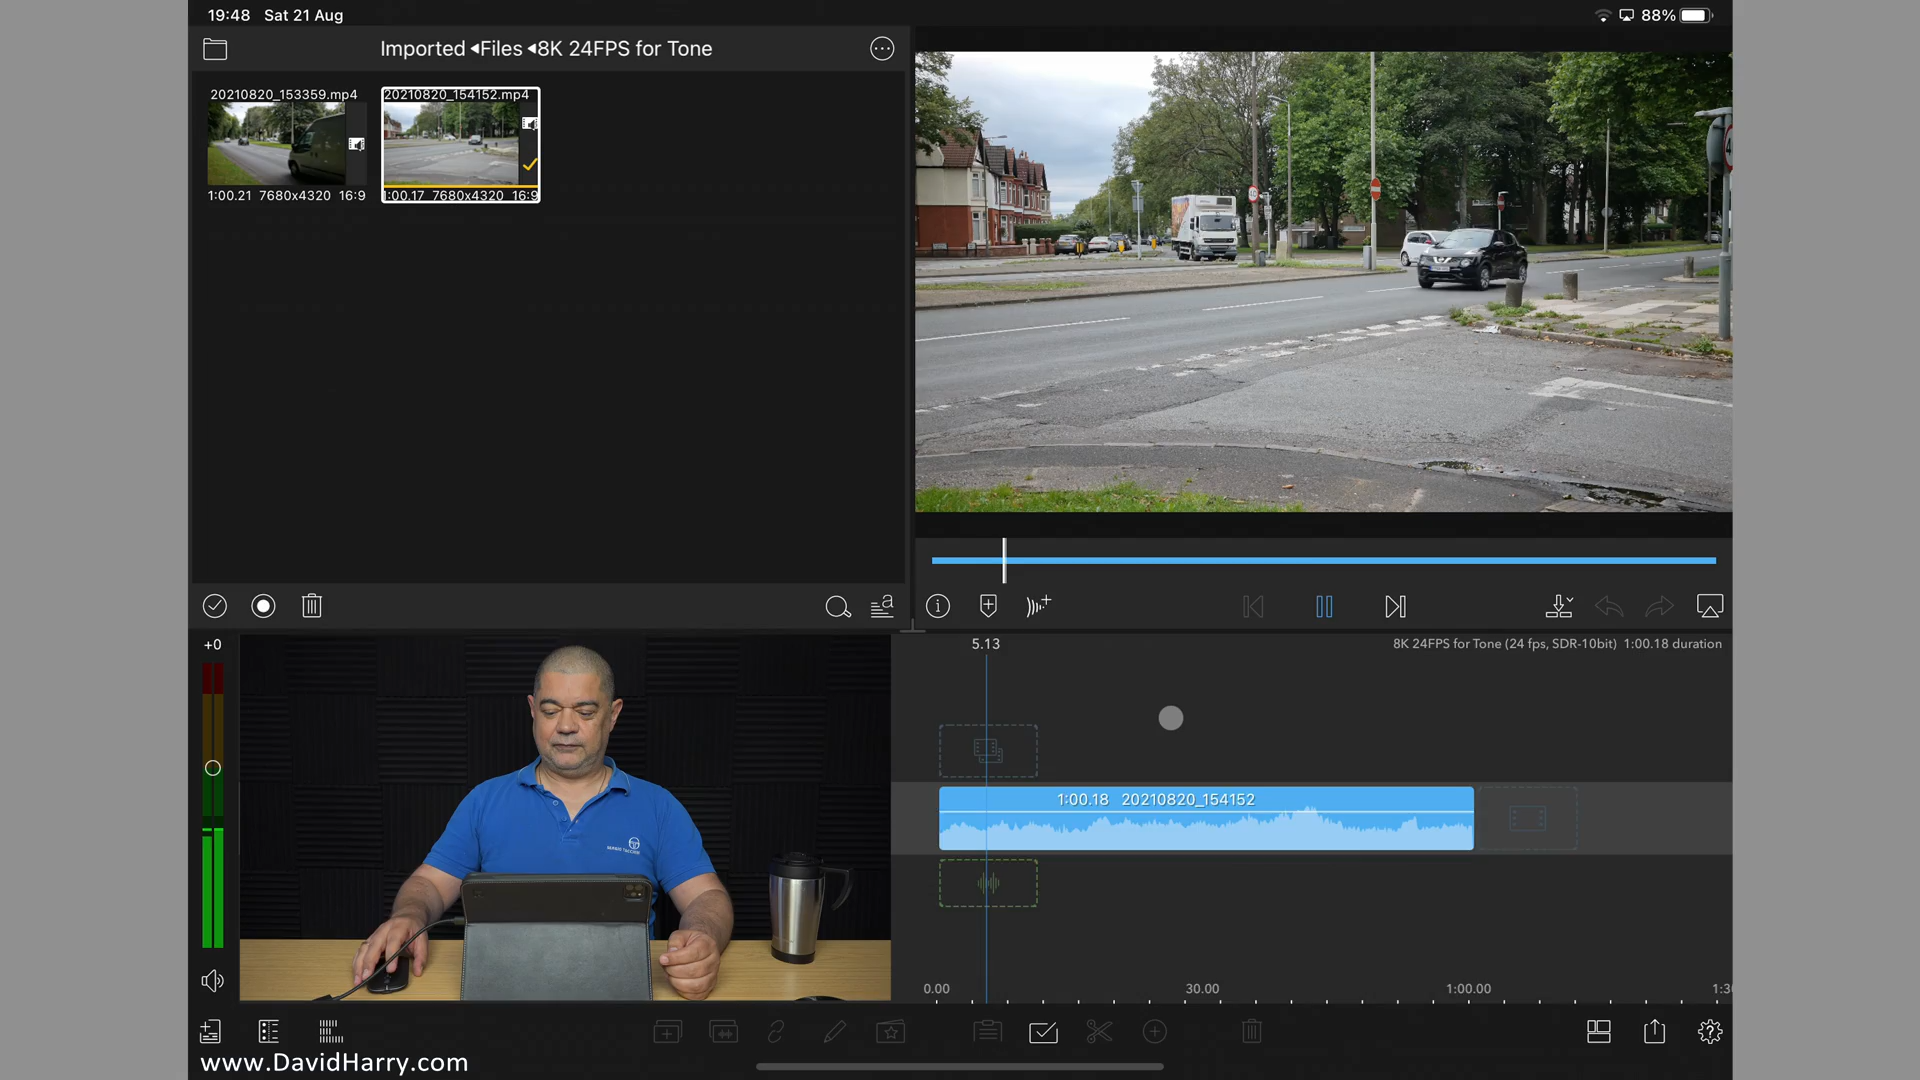 19:48 Sat 21 Aug
88%
Imported ◂Files ◂8K 24FPS for Tone
20210820_153359.mp4
1:00.21 7680x4320 16:9
20210820_154152.mp4
1:00.17 7680x4320 16:9
+0
5.13
8K 24FPS for Tone (24 fps, SDR-10bit) 1:00.18 duration
1:00.18 20210820_154152
0.00
30.00
1:00.00
www.DavidHarry.com